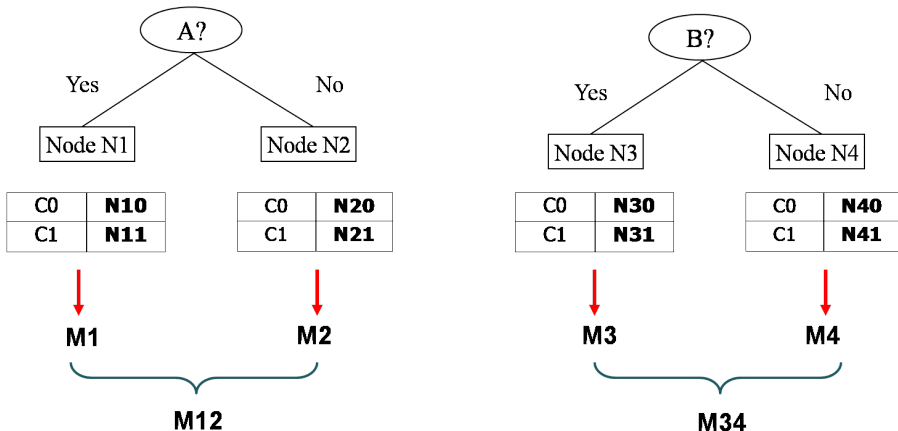 A?
Yes
No
Node N1
Node N2
C0 N10
C1 N11
C0 N20
C1 N21
M1
M2
M12
B?
Yes
No
Node N3
Node N4
C0 N30
C1 N31
C0 N40
C1 N41
M3
M4
M34